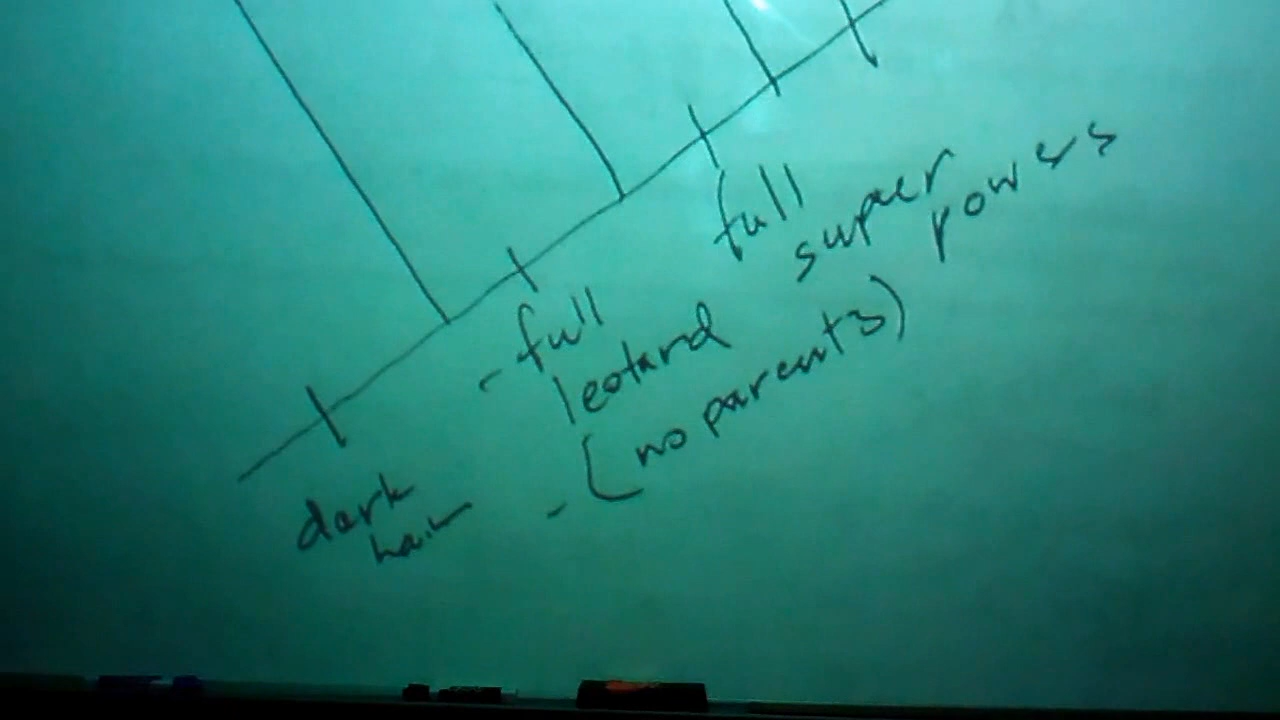 full
super
powers
- full
leotard
- (no parents)
dark
hair